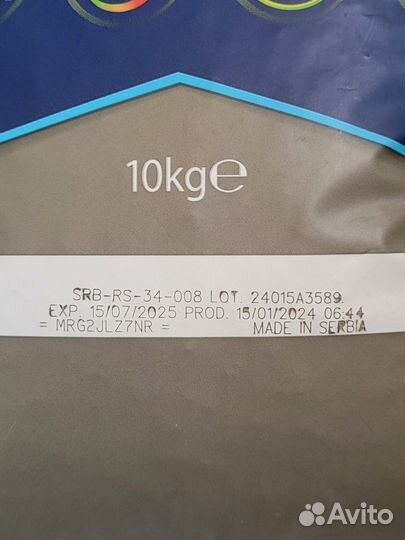 10kg℮
SRB-RS-34-008 LOT. 24015A3589
EXP. 15/07/2025 PROD. 15/01/2024 06:44
= MRG2JLZ7NR = MADE IN SERBIA
Avito